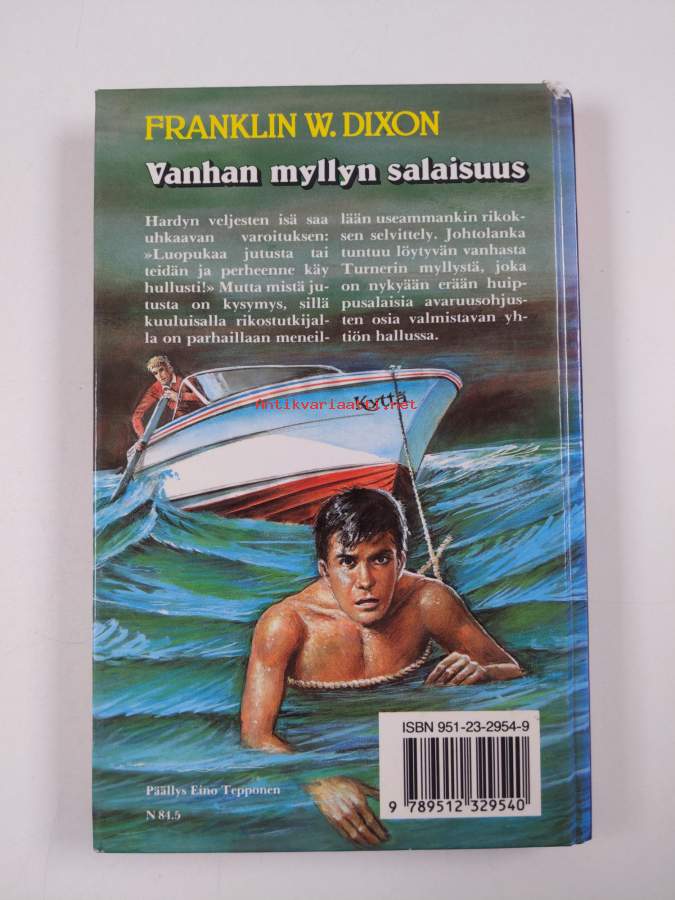 FRANKLIN W. DIXON
Vanhan myllyn salaisuus
Hardyn veljesten isä saa
uhkaavan varoituksen:
»Luopukaa jutusta tai
teidän ja perheenne käy
hullusti!» Mutta mistä ju-
tusta on kysymys, sillä
kuuluisalla rikostutkijal-
la on parhaillaan meneil-
lään useammankin rikok-
sen selvittely. Johtolanka
tuntuu löytyvän vanhasta
Turnerin myllystä, joka
on nykyään erään huip-
pusalaisia avaruusohjus-
ten osia valmistavan yh-
tiön hallussa.
Kyttä
Antikvariaatti.net
ISBN 951-23-2954-9
9 789512 329540
Päällys Eino Tepponen
N 84.5